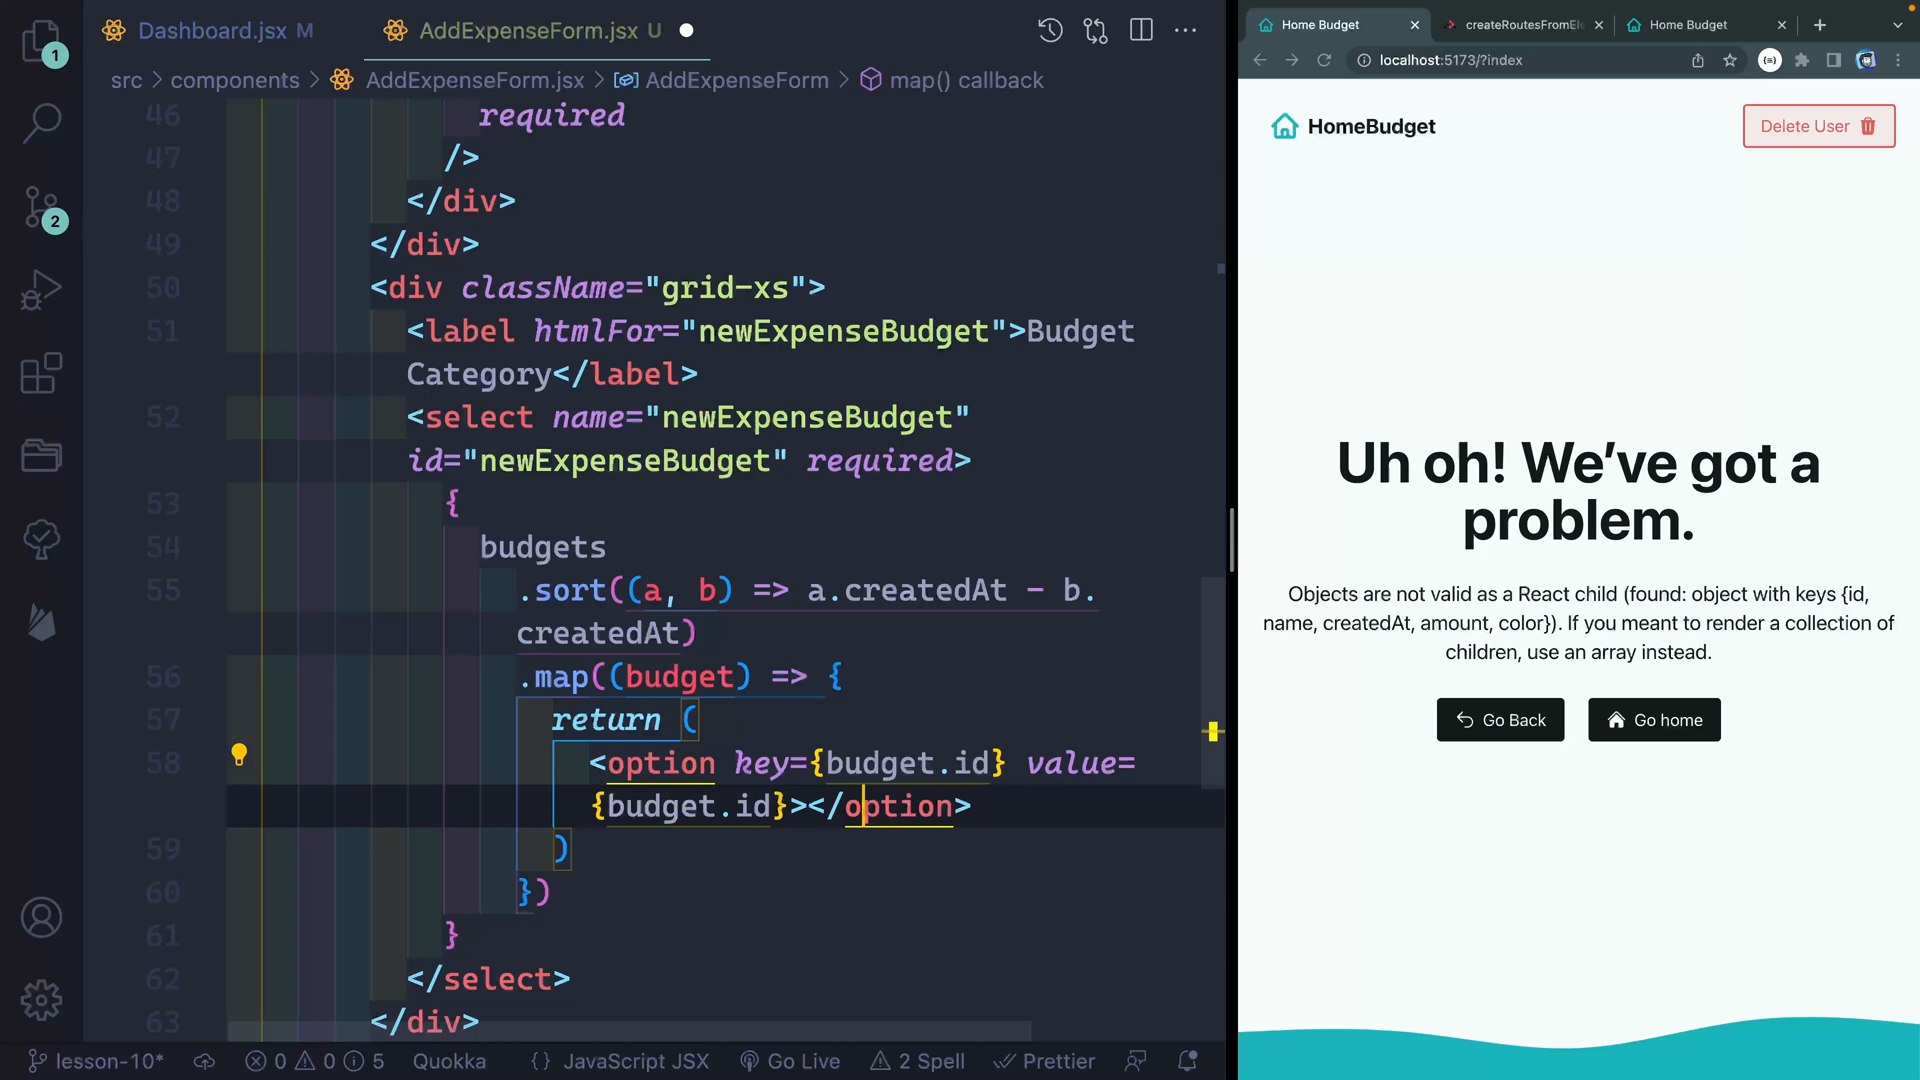 Dashboard.jsx M
AddExpenseForm.jsx U
src > components > AddExpenseForm.jsx > AddExpenseForm > map() callback
46 required
47 />
48 </div>
49 </div>
50 <div className="grid-xs">
51 <label htmlFor="newExpenseBudget">Budget
Category</label>
52 <select name="newExpenseBudget"
id="newExpenseBudget" required>
53 {
54 budgets
55 .sort((a, b) => a.createdAt - b.
createdAt)
56 .map((budget) => {
57 return (
58 <option key={budget.id} value=
{budget.id}></option>
59 )
60 })
61 }
62 </select>
63 </div>
1
2
lesson-10*
0 0 5
Quokka
{} JavaScript JSX
Go Live
2 Spell
Prettier
Home Budget
createRoutesFromEl
Home Budget
localhost:5173/?index
HomeBudget
Delete User
Uh oh! We’ve got a
problem.
Objects are not valid as a React child (found: object with keys {id,
name, createdAt, amount, color}). If you meant to render a collection of
children, use an array instead.
Go Back
Go home